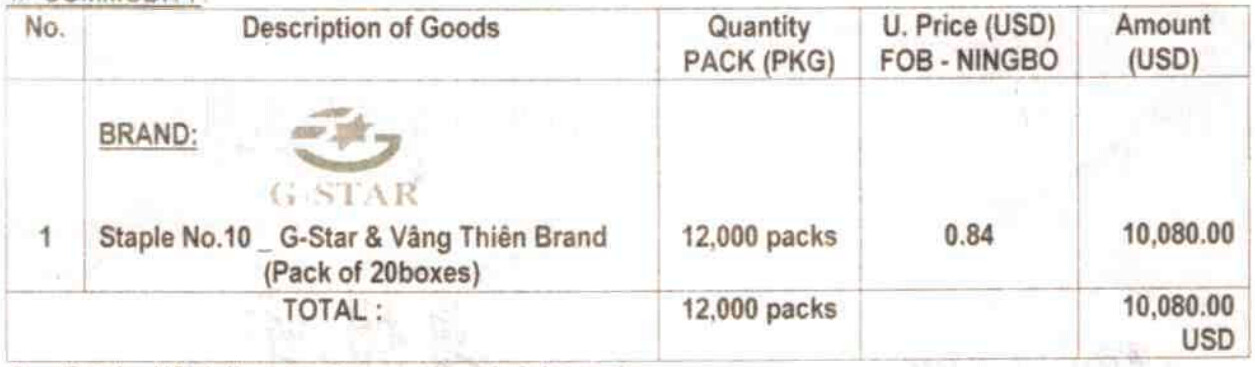 No. Description of Goods Quantity U. Price (USD) Amount
PACK (PKG) FOB - NINGBO (USD)
BRAND:
G-STAR
1 Staple No.10 _ G-Star & Vâng Thiên Brand 12,000 packs 0.84 10,080.00
(Pack of 20boxes)
TOTAL : 12,000 packs 10,080.00
USD